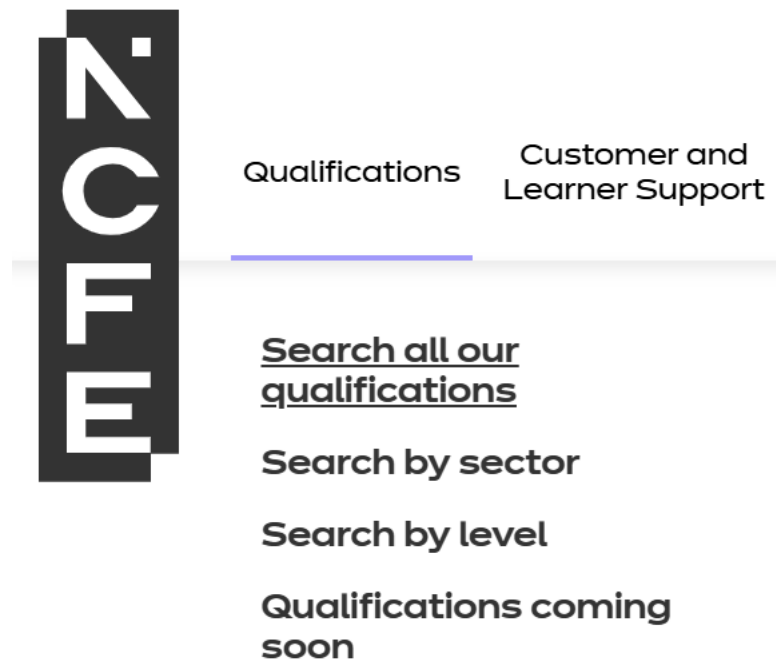 NCFE
Qualifications
Customer and
Learner Support
Search all our
qualifications
Search by sector
Search by level
Qualifications coming
soon